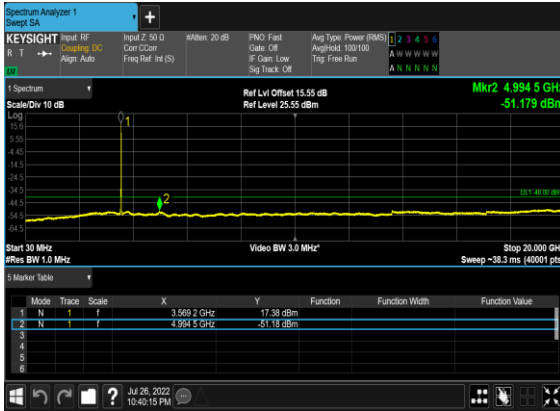 Spectrum Analyzer 1
Swept SA
+
KEYSIGHT Input: RF Input Z: 50 Ω #Atten: 20 dB PNO: Fast Avg Type: Power (RMS) 1 2 3 4 5 6
R T Coupling: DC Corr CCorr Gate: Off Avg|Hold: 100/100 A W W W W W
Align: Auto Freq Ref: Int (S) IF Gain: Low Trig: Free Run
Sig Track: Off A N N N N N
1 Spectrum Ref Lvl Offset 15.55 dB Mkr2 4.994 5 GHz
Scale/Div 10 dB Ref Level 25.55 dBm -51.179 dBm
Log
15.6
5.55
-4.45
-14.5
-24.5
-34.5
-44.5
-54.5
-64.5
1
2
Start 30 MHz Video BW 3.0 MHz* Stop 20.000 GHz
#Res BW 1.0 MHz Sweep ~38.3 ms (40001 pts)
5 Marker Table
Mode Trace Scale X Y Function Function Width Function Value
1 N 1 f 3.569 2 GHz 17.38 dBm
2 N 1 f 4.994 5 GHz -51.18 dBm
3
4
5
6
? Jul 26, 2022
10:40:15 PM